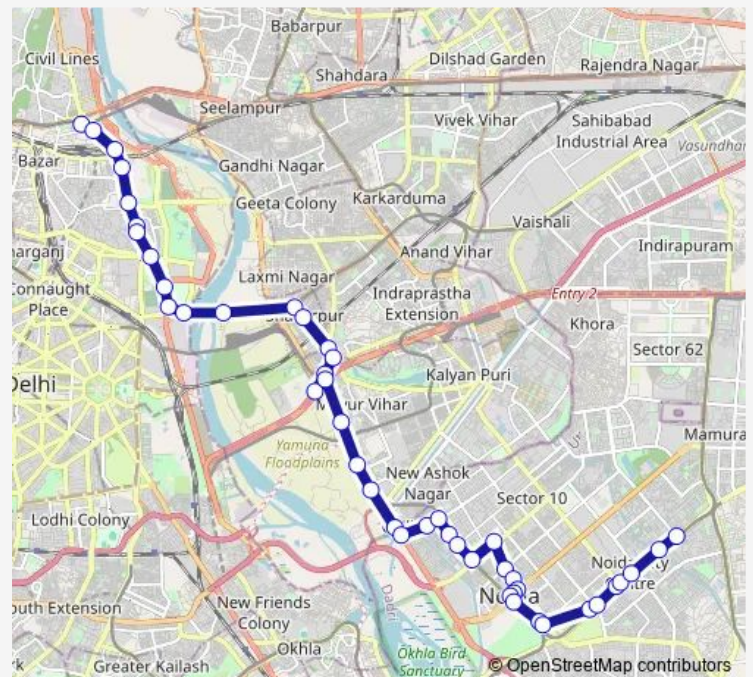 Babarpur
Civil Lines
Dilshad Garden
Rajendra Nagar
Shahdara
Seelampur
Vivek Vihar
Sahibabad
Industrial Area
Bazar
Gandhi Nagar
Karkarduma
Geeta Colony
Vaishali
Anand Vihar
Indirapuram
Laxmi Nagar
Connaught
Place
Indraprastha
Extension
Entry 2
Khora
Sector 62
Delhi
Kalyan Puri
Yamuna
Floodplains
Mamura
New Ashok
Nagar
Sector 10
Lodhi Colony
Dadri
New Friends
Colony
Okhla
Okhla Bird
Sanctuary
Greater Kailash
© OpenStreetMap contributors